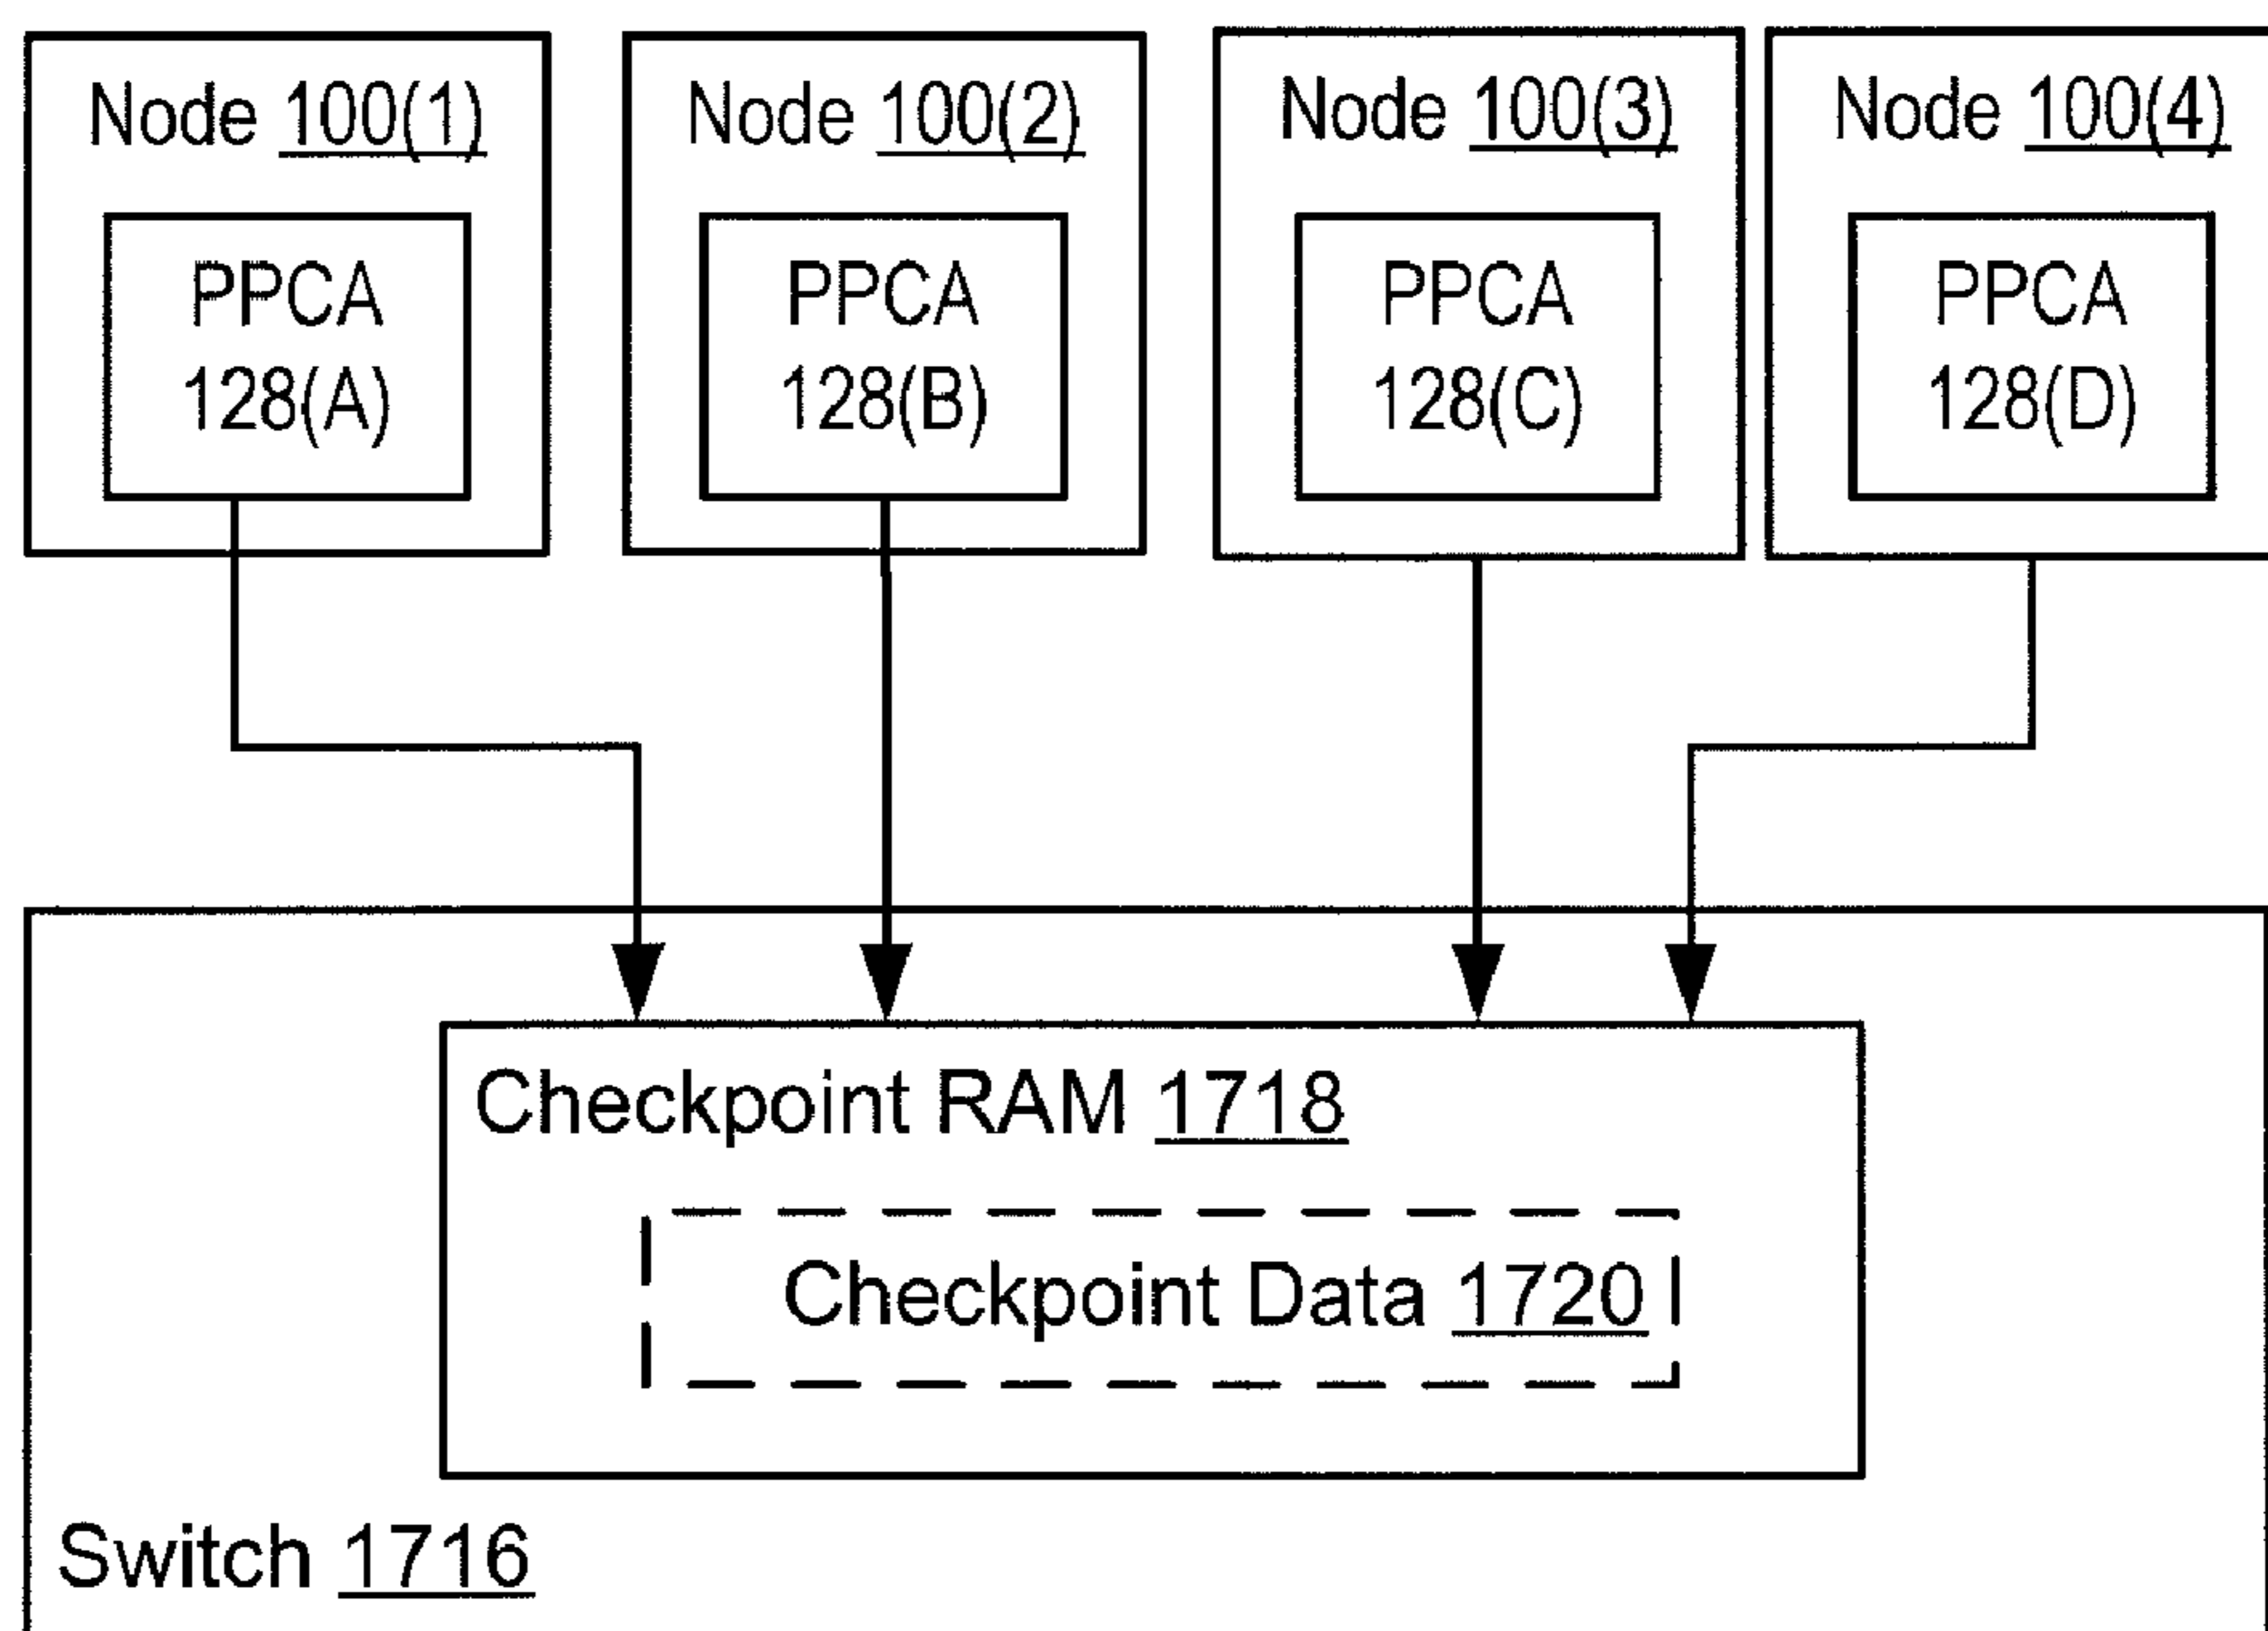 Node 100(1)
PPCA
128(A)
Node 100(2)
PPCA
128(B)
Node 100(3)
PPCA
128(C)
Node 100(4)
PPCA
128(D)
Checkpoint RAM 1718
Checkpoint Data 1720
Switch 1716